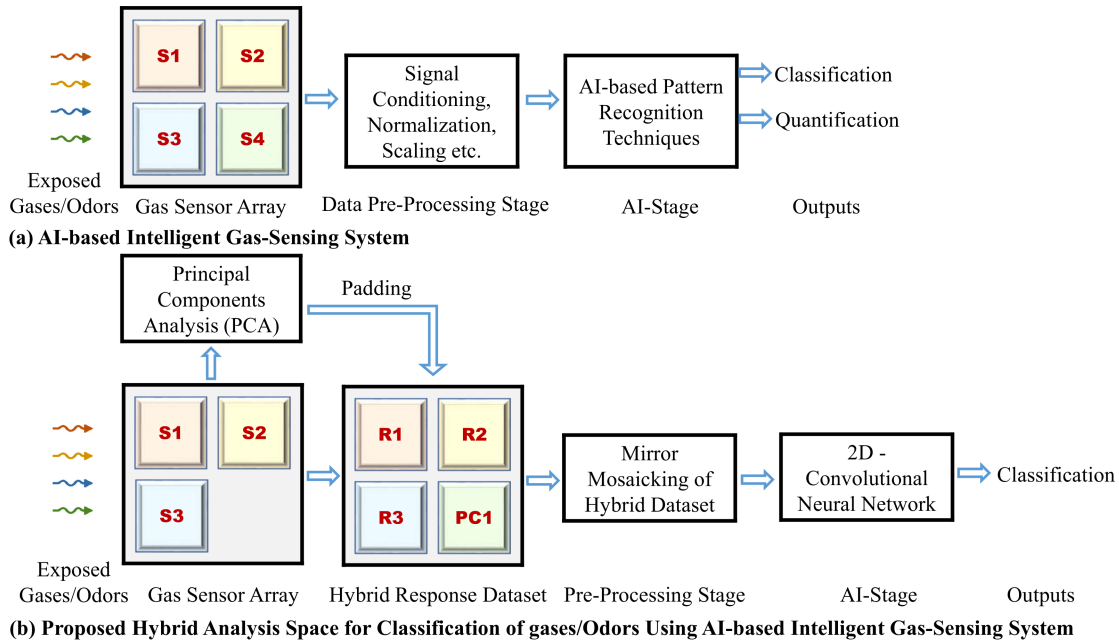 S1
S2
S3
S4
Signal
Conditioning,
Normalization,
Scaling etc.
AI-based Pattern
Recognition
Techniques
Classification
Quantification
Exposed
Gases/Odors
Gas Sensor Array
Data Pre-Processing Stage
AI-Stage
Outputs
(a) AI-based Intelligent Gas-Sensing System
Principal
Components
Analysis (PCA)
Padding
S1
S2
S3
R1
R2
R3
PC1
Mirror
Mosaicking of
Hybrid Dataset
2D -
Convolutional
Neural Network
Classification
Exposed
Gases/Odors
Gas Sensor Array
Hybrid Response Dataset
Pre-Processing Stage
AI-Stage
Outputs
(b) Proposed Hybrid Analysis Space for Classification of gases/Odors Using AI-based Intelligent Gas-Sensing System